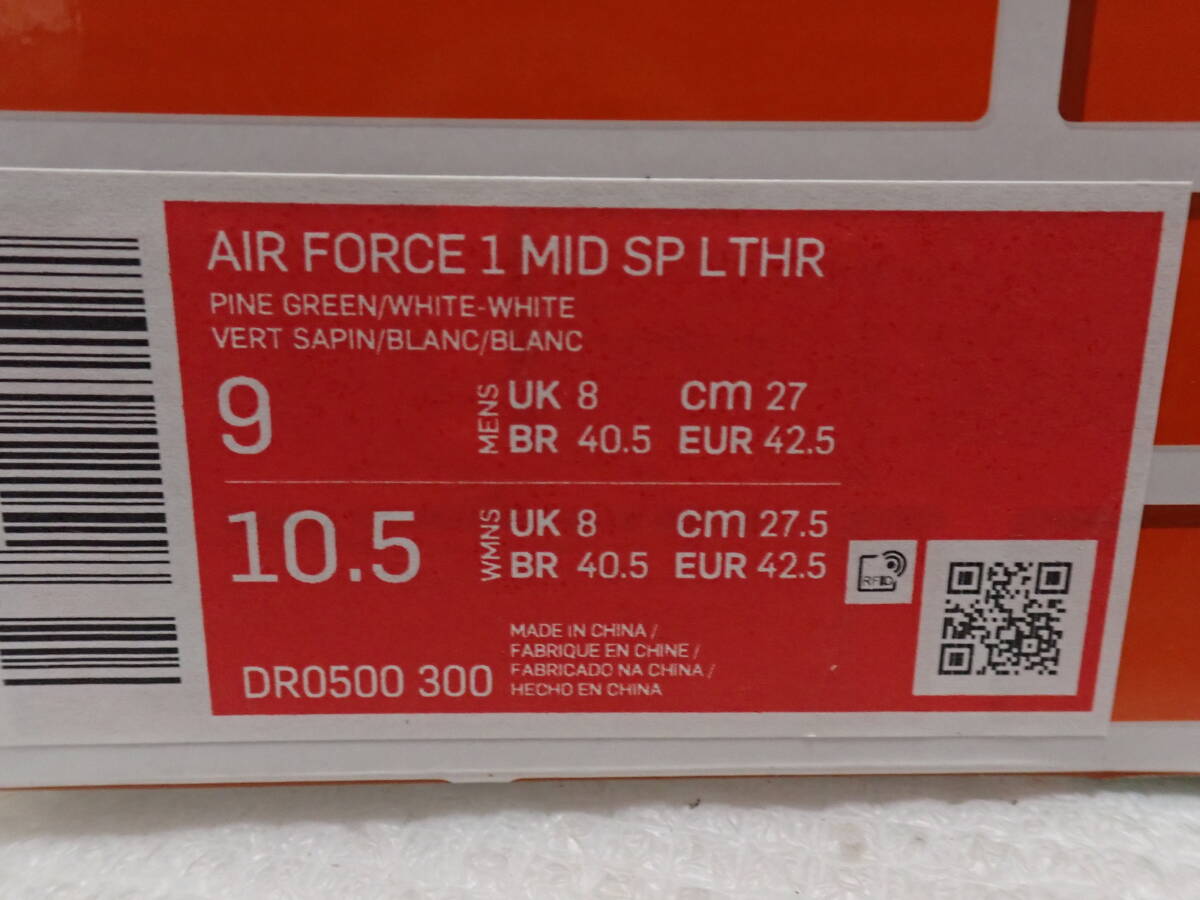 AIR FORCE 1 MID SP LTHR
PINE GREEN/WHITE-WHITE
VERT SAPIN/BLANC/BLANC
9 MENS UK 8 cm 27
BR 40.5 EUR 42.5
10.5 WMNS UK 8 cm 27.5
BR 40.5 EUR 42.5
RFID
MADE IN CHINA /
FABRIQUE EN CHINE /
FABRICADO NA CHINA /
HECHO EN CHINA
DR0500 300